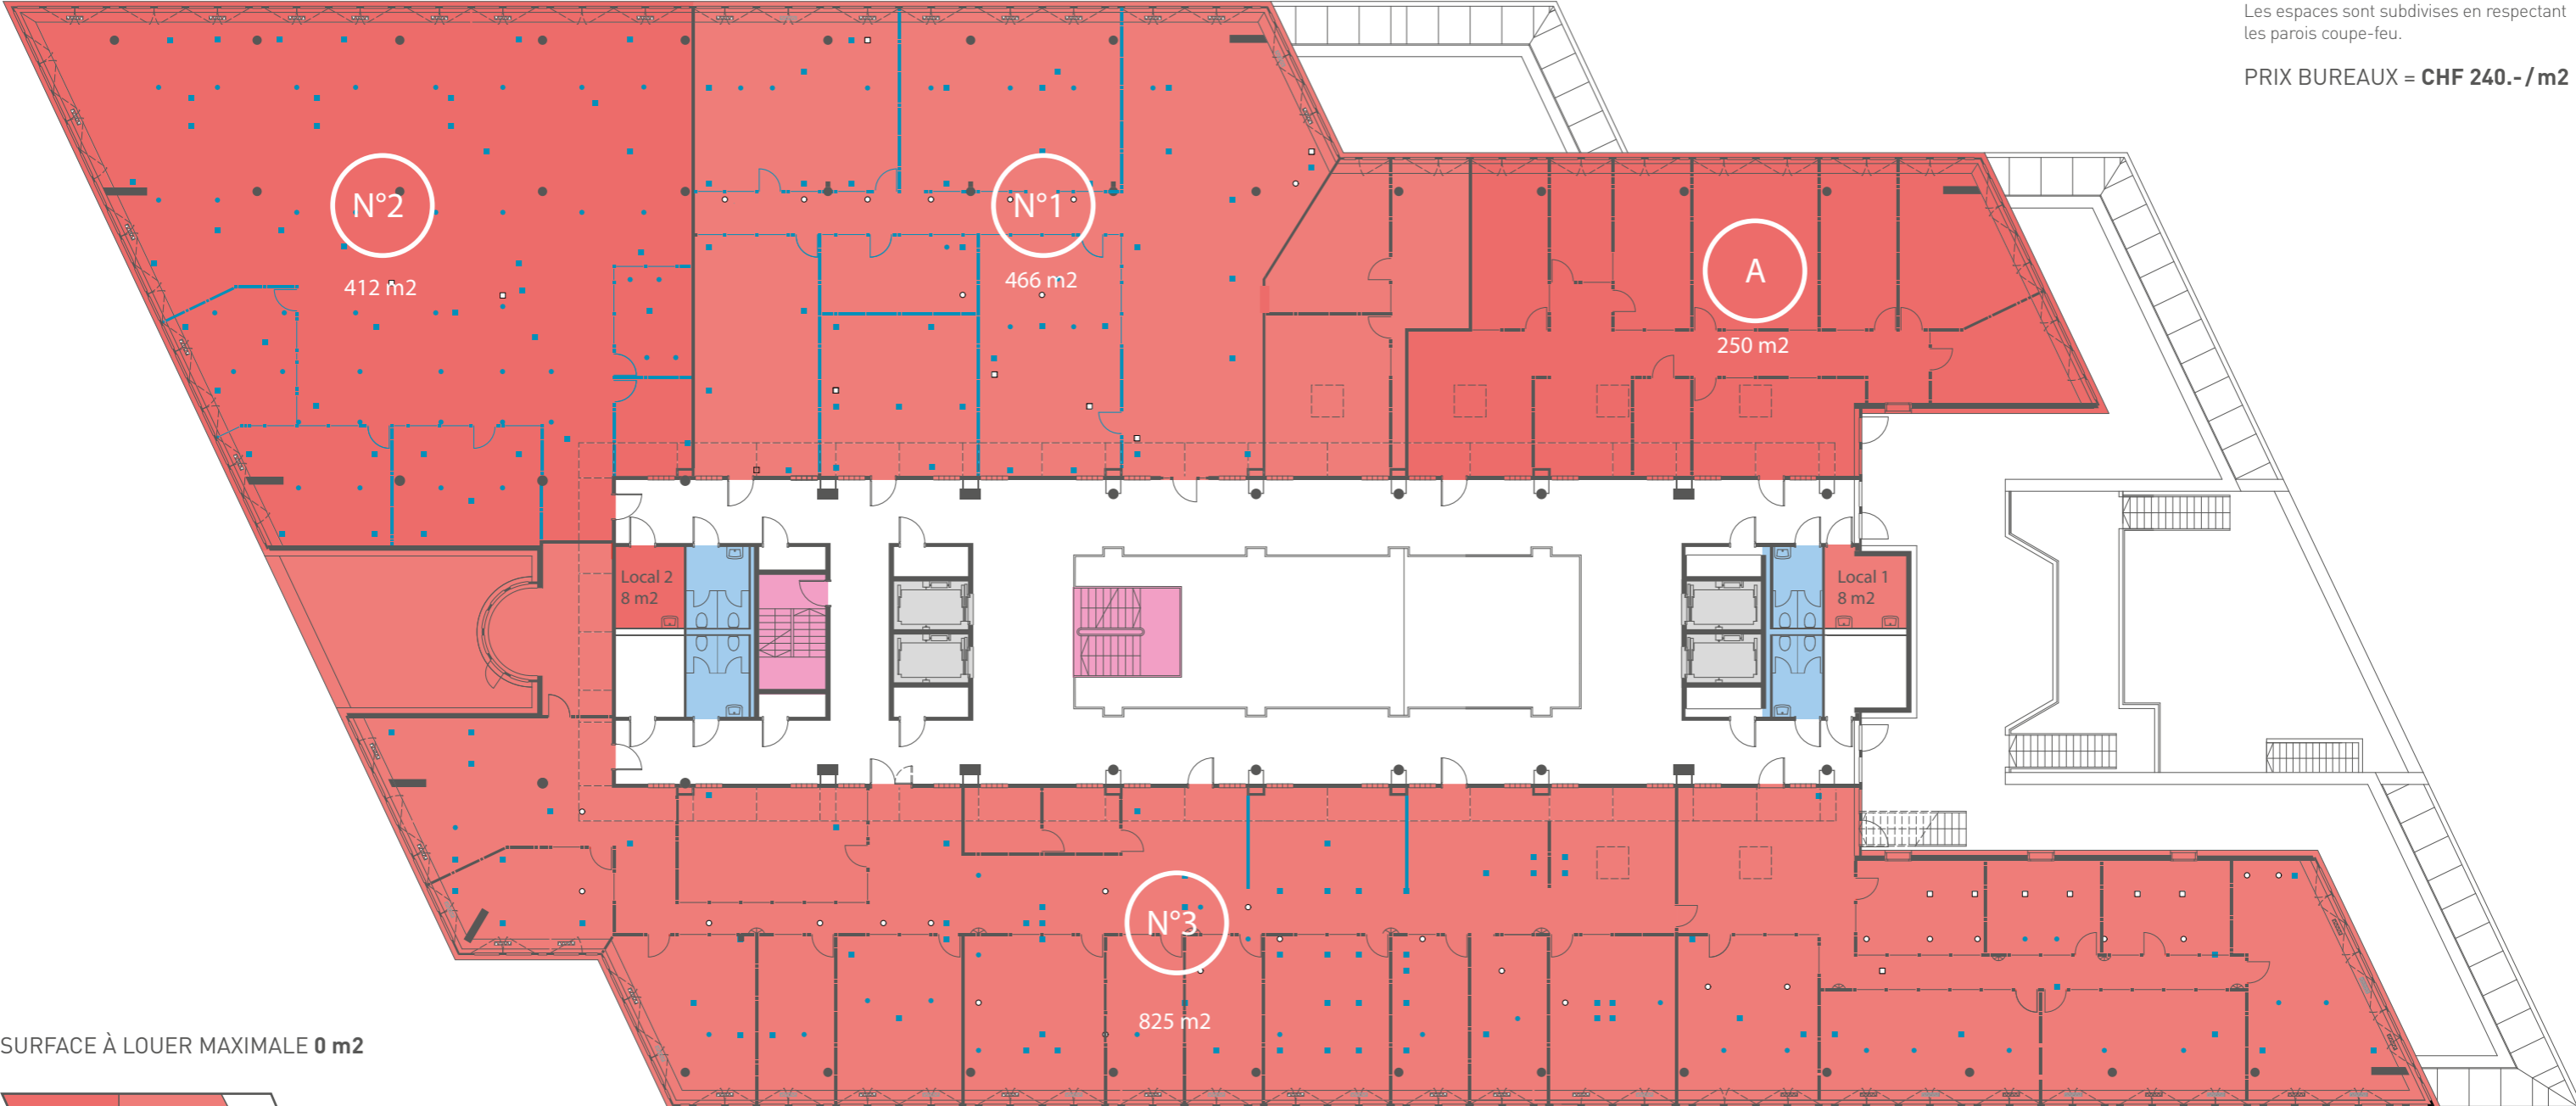 Les espaces sont subdivises en respectant
les parois coupe-feu.
PRIX BUREAUX = CHF 240.-/m2
N°2
412 m2
N°1
466 m2
A
250 m2
Local 2
8 m2
Local 1
8 m2
N°3
825 m2
SURFACE À LOUER MAXIMALE 0 m2